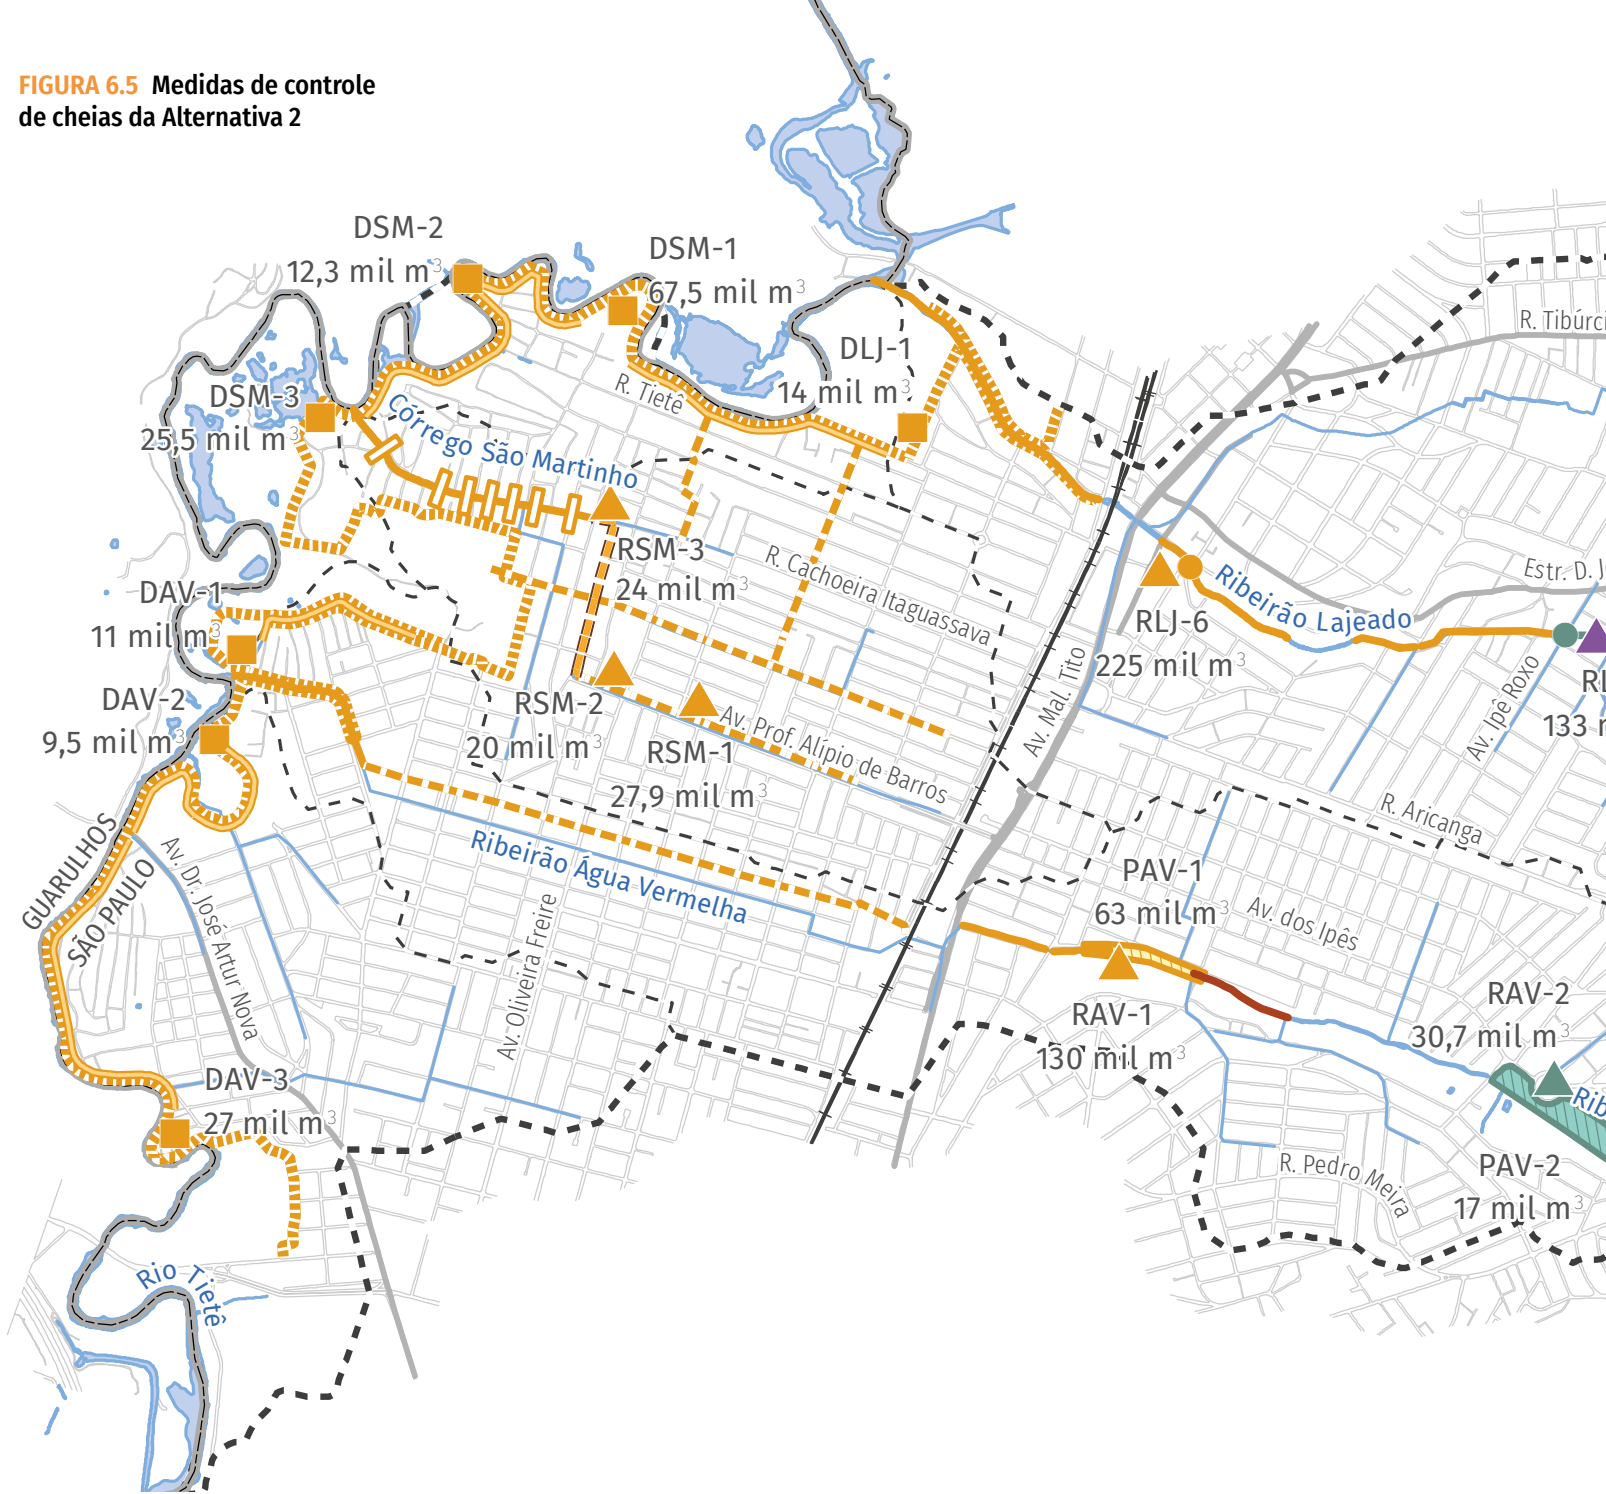 FIGURA 6.5 Medidas de controle
de cheias da Alternativa 2
DSM-2
12,3 mil m³
DSM-1
67,5 mil m³
DLJ-1
14 mil m³
R. Tibúrci
DSM-3
25,5 mil m³
R. Tietê
Córrego São Martinho
RSM-3
24 mil m³
R. Cachoeira Itaguassava
DAV-1
11 mil m³
Ribeirão Lajeado
Estr. D. J
RLJ-6
225 mil m³
Av. Mal. Tito
Av. Ipê Roxo
RL
133 m
DAV-2
9,5 mil m³
RSM-2
20 mil m³
RSM-1
27,9 mil m³
Av. Prof. Alípio de Barros
R. Aricanga
GUARULHOS
SÃO PAULO
Av. Dr. José Artur Nova
Ribeirão Água Vermelha
Av. Oliveira Freire
PAV-1
63 mil m³
Av. dos Ipês
RAV-1
130 mil m³
RAV-2
30,7 mil m³
Rib
DAV-3
27 mil m³
PAV-2
17 mil m³
R. Pedro Meira
Rio Tietê